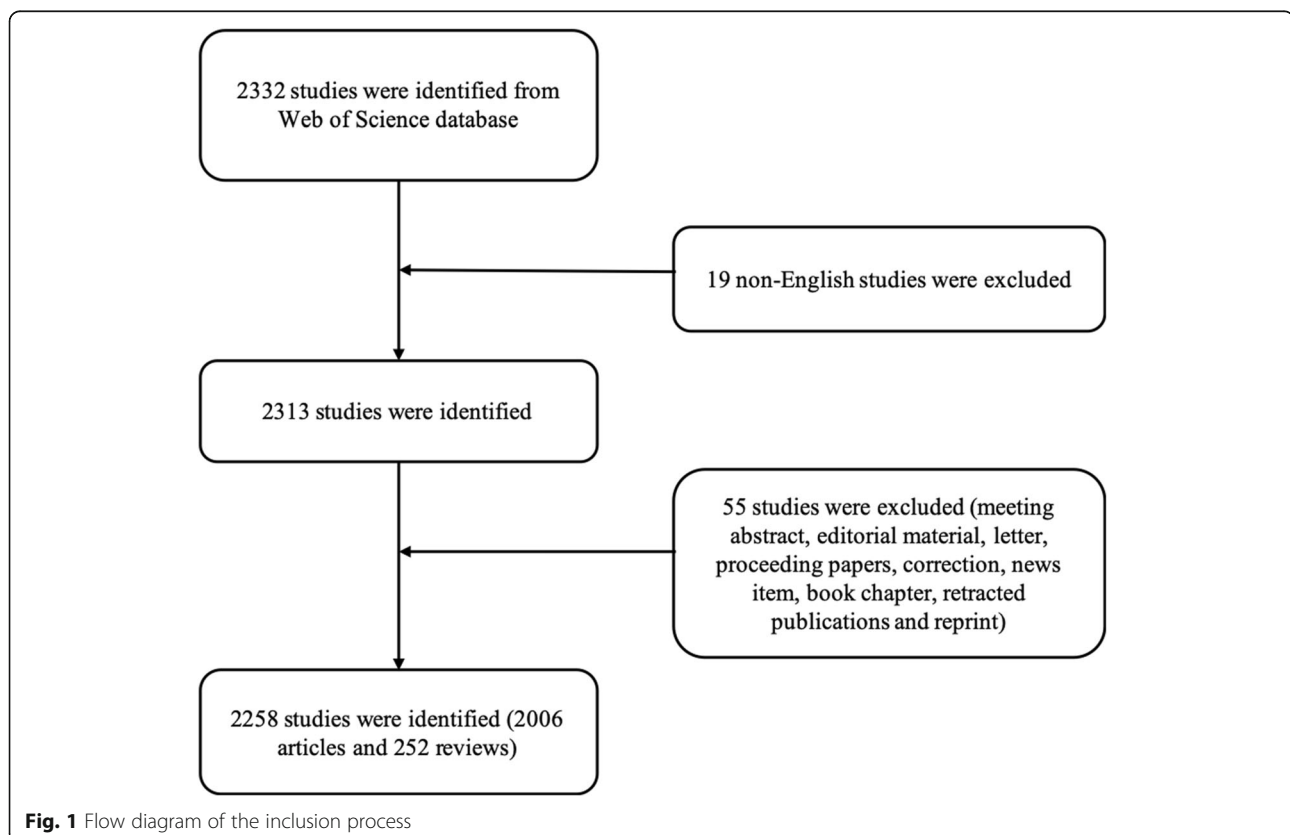 2332 studies were identified from
Web of Science database
19 non-English studies were excluded
2313 studies were identified
55 studies were excluded (meeting
abstract, editorial material, letter,
proceeding papers, correction, news
item, book chapter, retracted
publications and reprint)
2258 studies were identified (2006
articles and 252 reviews)
Fig. 1 Flow diagram of the inclusion process